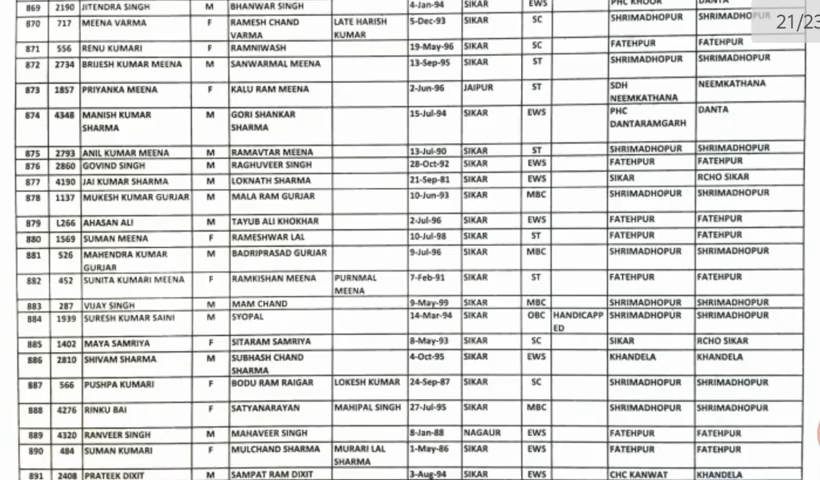 869 2190 JITENDRA SINGH M BHANWAR SINGH 4-Jan-94 SIKAR EWS PHC KHOOR DANTA
21/23
870 717 MEENA VARMA F RAMESH CHAND VARMA LATE HARISH KUMAR 5-Dec-93 SIKAR SC SHRIMADHOPUR SHRIMADHOPUR
871 556 RENU KUMARI F RAMNIWASH 19-May-96 SIKAR SC FATEHPUR FATEHPUR
872 2734 BRIJESH KUMAR MEENA M SANWARMAL MEENA 13-Sep-95 SIKAR ST SHRIMADHOPUR SHRIMADHOPUR
873 1857 PRIYANKA MEENA F KALU RAM MEENA 2-Jun-96 JAIPUR ST SDH NEEMKATHANA NEEMKATHANA
874 4348 MANISH KUMAR SHARMA M GORI SHANKAR SHARMA 15-Jul-94 SIKAR EWS PHC DANTARAMGARH DANTA
875 2793 ANIL KUMAR MEENA M RAMAVTAR MEENA 13-Jul-90 SIKAR ST SHRIMADHOPUR SHRIMADHOPUR
876 2860 GOVIND SINGH M RAGHUVEER SINGH 28-Oct-92 SIKAR EWS FATEHPUR FATEHPUR
877 4190 JAI KUMAR SHARMA M LOKNATH SHARMA 21-Sep-81 SIKAR EWS SIKAR RCHO SIKAR
878 1137 MUKESH KUMAR GURJAR M MALA RAM GURJAR 10-Jun-93 SIKAR MBC SHRIMADHOPUR SHRIMADHOPUR
879 L266 AHASAN ALI M TAYUB ALI KHOKHAR 2-Jul-96 SIKAR EWS FATEHPUR FATEHPUR
880 1569 SUMAN MEENA F RAMESHWAR LAL 10-Jul-98 SIKAR ST FATEHPUR FATEHPUR
881 526 MAHENDRA KUMAR GURJAR M BADRIPRASAD GURJAR 9-Jul-96 SIKAR MBC SHRIMADHOPUR SHRIMADHOPUR
882 452 SUNITA KUMARI MEENA F RAMKISHAN MEENA PURNMAL MEENA 7-Feb-91 SIKAR ST FATEHPUR FATEHPUR
883 287 VIJAY SINGH M MAM CHAND 9-May-99 SIKAR MBC SHRIMADHOPUR SHRIMADHOPUR
884 1939 SURESH KUMAR SAINI M SYOPAL 14-Mar-94 SIKAR OBC HANDICAPPED SHRIMADHOPUR SHRIMADHOPUR
885 1402 MAYA SAMRIYA F SITARAM SAMRIYA 8-May-93 SIKAR SC SIKAR RCHO SIKAR
886 2810 SHIVAM SHARMA M SUBHASH CHAND SHARMA 4-Oct-95 SIKAR EWS KHANDELA KHANDELA
887 566 PUSHPA KUMARI F BODU RAM RAIGAR LOKESH KUMAR 24-Sep-87 SIKAR SC SHRIMADHOPUR SHRIMADHOPUR
888 4276 RINKU BAI F SATYANARAYAN MAHIPAL SINGH 27-Jul-95 SIKAR MBC SHRIMADHOPUR SHRIMADHOPUR
889 4320 RANVEER SINGH M MAHAVEER SINGH 8-Jan-88 NAGAUR EWS FATEHPUR FATEHPUR
890 484 SUMAN KUMARI F MULCHAND SHARMA MURARI LAL SHARMA 1-May-86 SIKAR EWS FATEHPUR FATEHPUR
891 2408 PRATEEK DIXIT M SAMPAT RAM DIXIT 3-Aug-94 SIKAR EWS CHC KANWAT KHANDELA